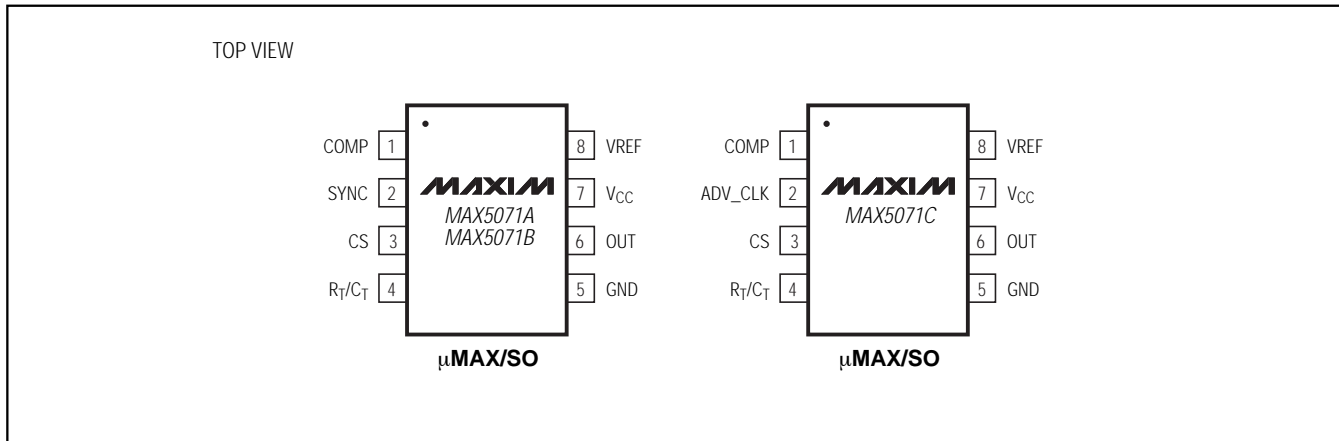 TOP VIEW
COMP 1
SYNC 2
CS 3
RT/CT 4
MAXIM
MAX5071A
MAX5071B
8 VREF
7 VCC
6 OUT
5 GND
µMAX/SO
COMP 1
ADV_CLK 2
CS 3
RT/CT 4
MAXIM
MAX5071C
8 VREF
7 VCC
6 OUT
5 GND
µMAX/SO